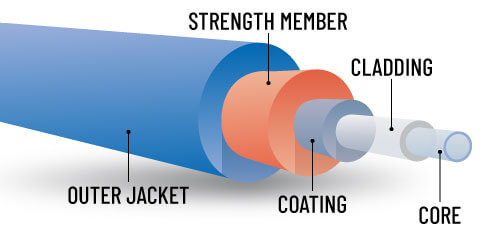 STRENGTH MEMBER
CLADDING
OUTER JACKET
COATING
CORE